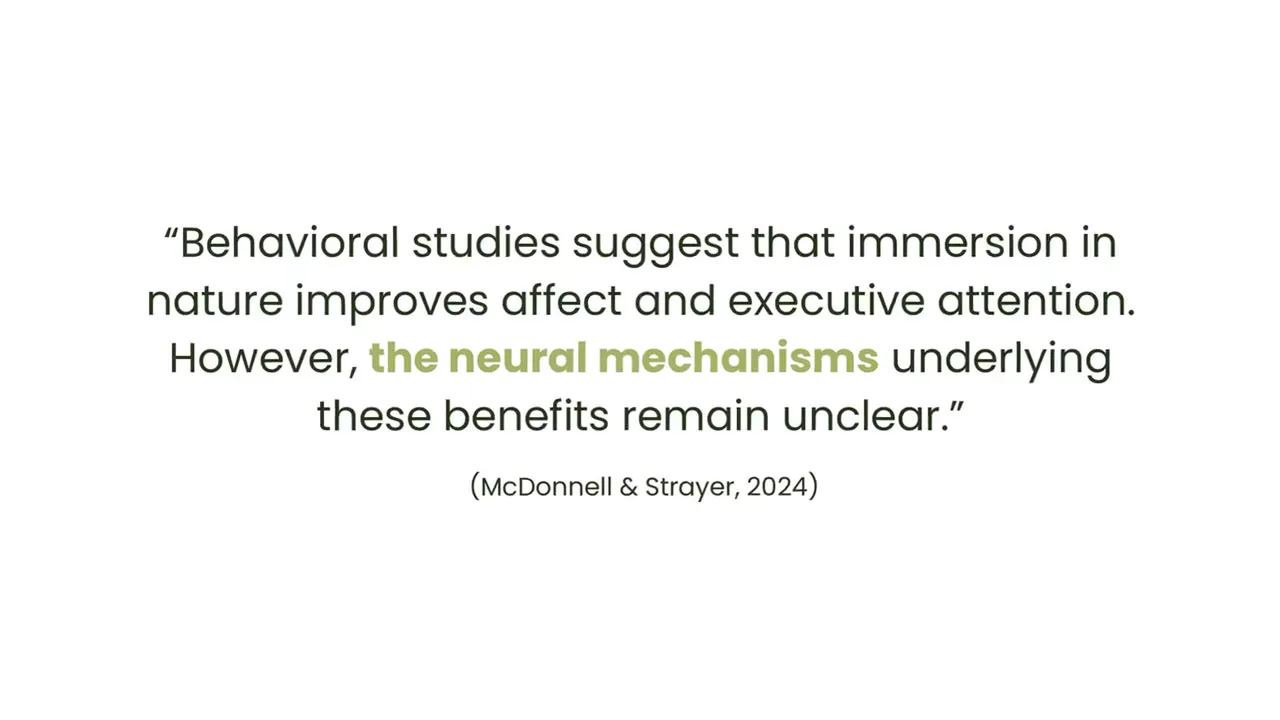 “Behavioral studies suggest that immersion in
nature improves affect and executive attention.
However, the neural mechanisms underlying
these benefits remain unclear.”
(McDonnell & Strayer, 2024)